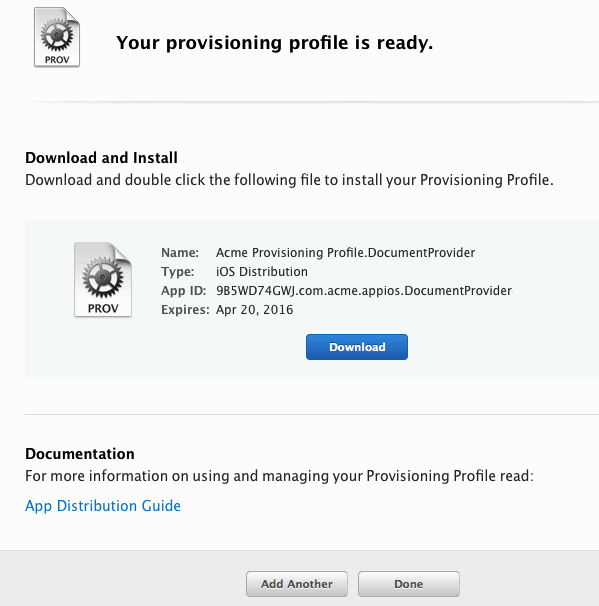 PROV
Your provisioning profile is ready.
Download and Install
Download and double click the following file to install your Provisioning Profile.
PROV
Name: Acme Provisioning Profile.DocumentProvider
Type: iOS Distribution
App ID: 9B5WD74GWJ.com.acme.appios.DocumentProvider
Expires: Apr 20, 2016
Download
Documentation
For more information on using and managing your Provisioning Profile read:
App Distribution Guide
Add Another Done